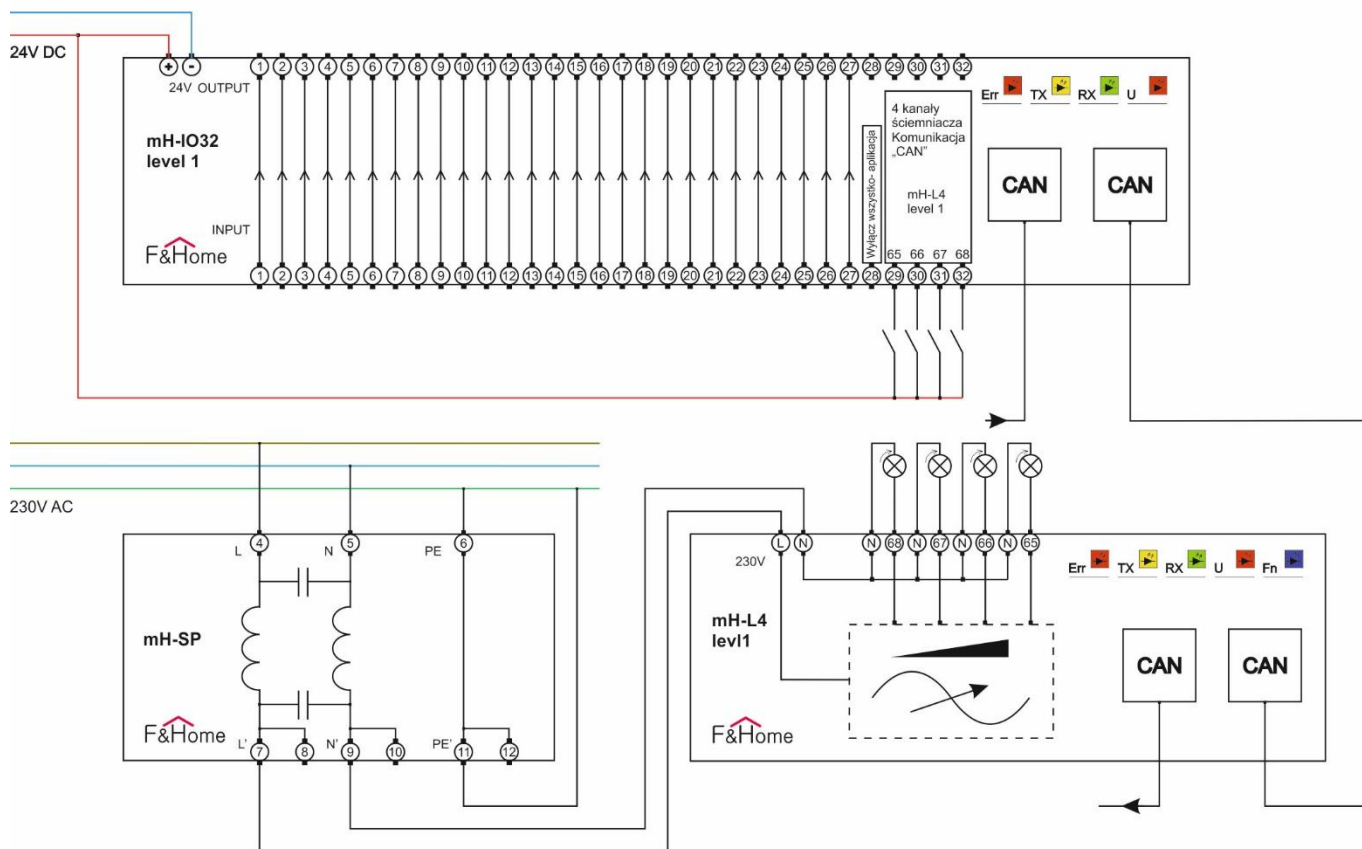 24V DC
+ -
1 2 3 4 5 6 7 8 9 10 11 12 13 14 15 16 17 18 19 20 21 22 23 24 25 26 27 28 29 30 31 32
24V OUTPUT
Err TX RX U
mH-IO32
level 1
Wyłącz wszystko- aplikacja
4 kanały
ściemniacza
Komunikacja
„CAN”
mH-L4
level 1
CAN CAN
INPUT
F&Home
65 66 67 68
1 2 3 4 5 6 7 8 9 10 11 12 13 14 15 16 17 18 19 20 21 22 23 24 25 26 27 28 29 30 31 32
230V AC
L 4 N 5 PE 6
mH-SP
F&Home
L' N' PE'
7 8 9 10 11 12
L N N 68 N 67 N 66 N 65
230V
Err TX RX U Fn
mH-L4
levl1
CAN CAN
F&Home